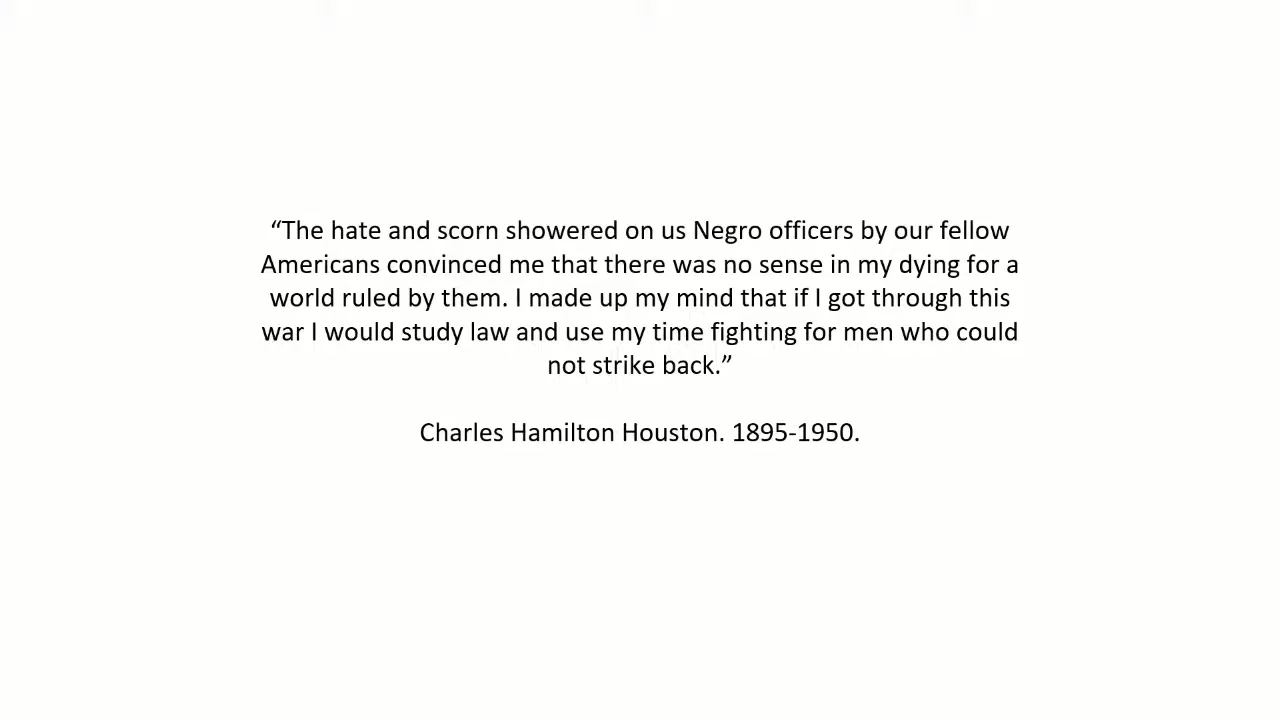 “The hate and scorn showered on us Negro officers by our fellow
Americans convinced me that there was no sense in my dying for a
world ruled by them. I made up my mind that if I got through this
war I would study law and use my time fighting for men who could
not strike back.”
Charles Hamilton Houston. 1895-1950.